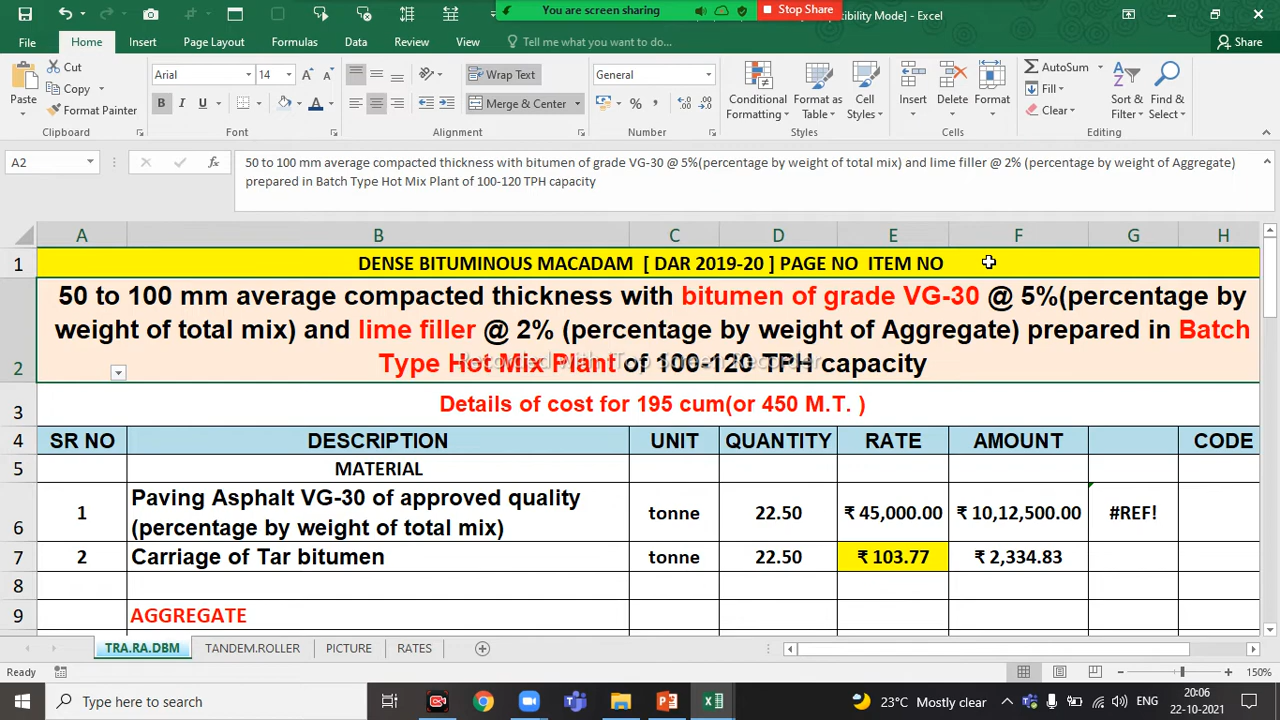 You are screen sharing
Stop Share
patibility Mode] - Excel
File
Home
Insert
Page Layout
Formulas
Data
Review
View
Tell me what you want to do...
Share
Paste
Cut
Copy
Format Painter
Clipboard
Arial
14
B I U
Font
Wrap Text
Merge & Center
Alignment
General
%
Number
Conditional Formatting
Format as Table
Cell Styles
Styles
Insert
Delete
Format
Cells
AutoSum
Fill
Clear
Sort & Filter
Find & Select
Editing
A2
fx
50 to 100 mm average compacted thickness with bitumen of grade VG-30 @ 5%(percentage by weight of total mix) and lime filler @ 2% (percentage by weight of Aggregate)
prepared in Batch Type Hot Mix Plant of 100-120 TPH capacity
A B C D E F G H
1 DENSE BITUMINOUS MACADAM [ DAR 2019-20 ] PAGE NO ITEM NO
50 to 100 mm average compacted thickness with bitumen of grade VG-30 @ 5%(percentage by
weight of total mix) and lime filler @ 2% (percentage by weight of Aggregate) prepared in Batch
2 Type Hot Mix Plant of 100-120 TPH capacity
Recorded with iTop Screen Recorder
3 Details of cost for 195 cum(or 450 M.T. )
4 SR NO DESCRIPTION UNIT QUANTITY RATE AMOUNT CODE
5 MATERIAL
6 1 Paving Asphalt VG-30 of approved quality
(percentage by weight of total mix) tonne 22.50 ₹ 45,000.00 ₹ 10,12,500.00 #REF!
7 2 Carriage of Tar bitumen tonne 22.50 ₹ 103.77 ₹ 2,334.83
8
9 AGGREGATE
TRA.RA.DBM
TANDEM.ROLLER
PICTURE
RATES
Ready
150%
Type here to search
23°C Mostly clear
ENG
20:06
22-10-2021